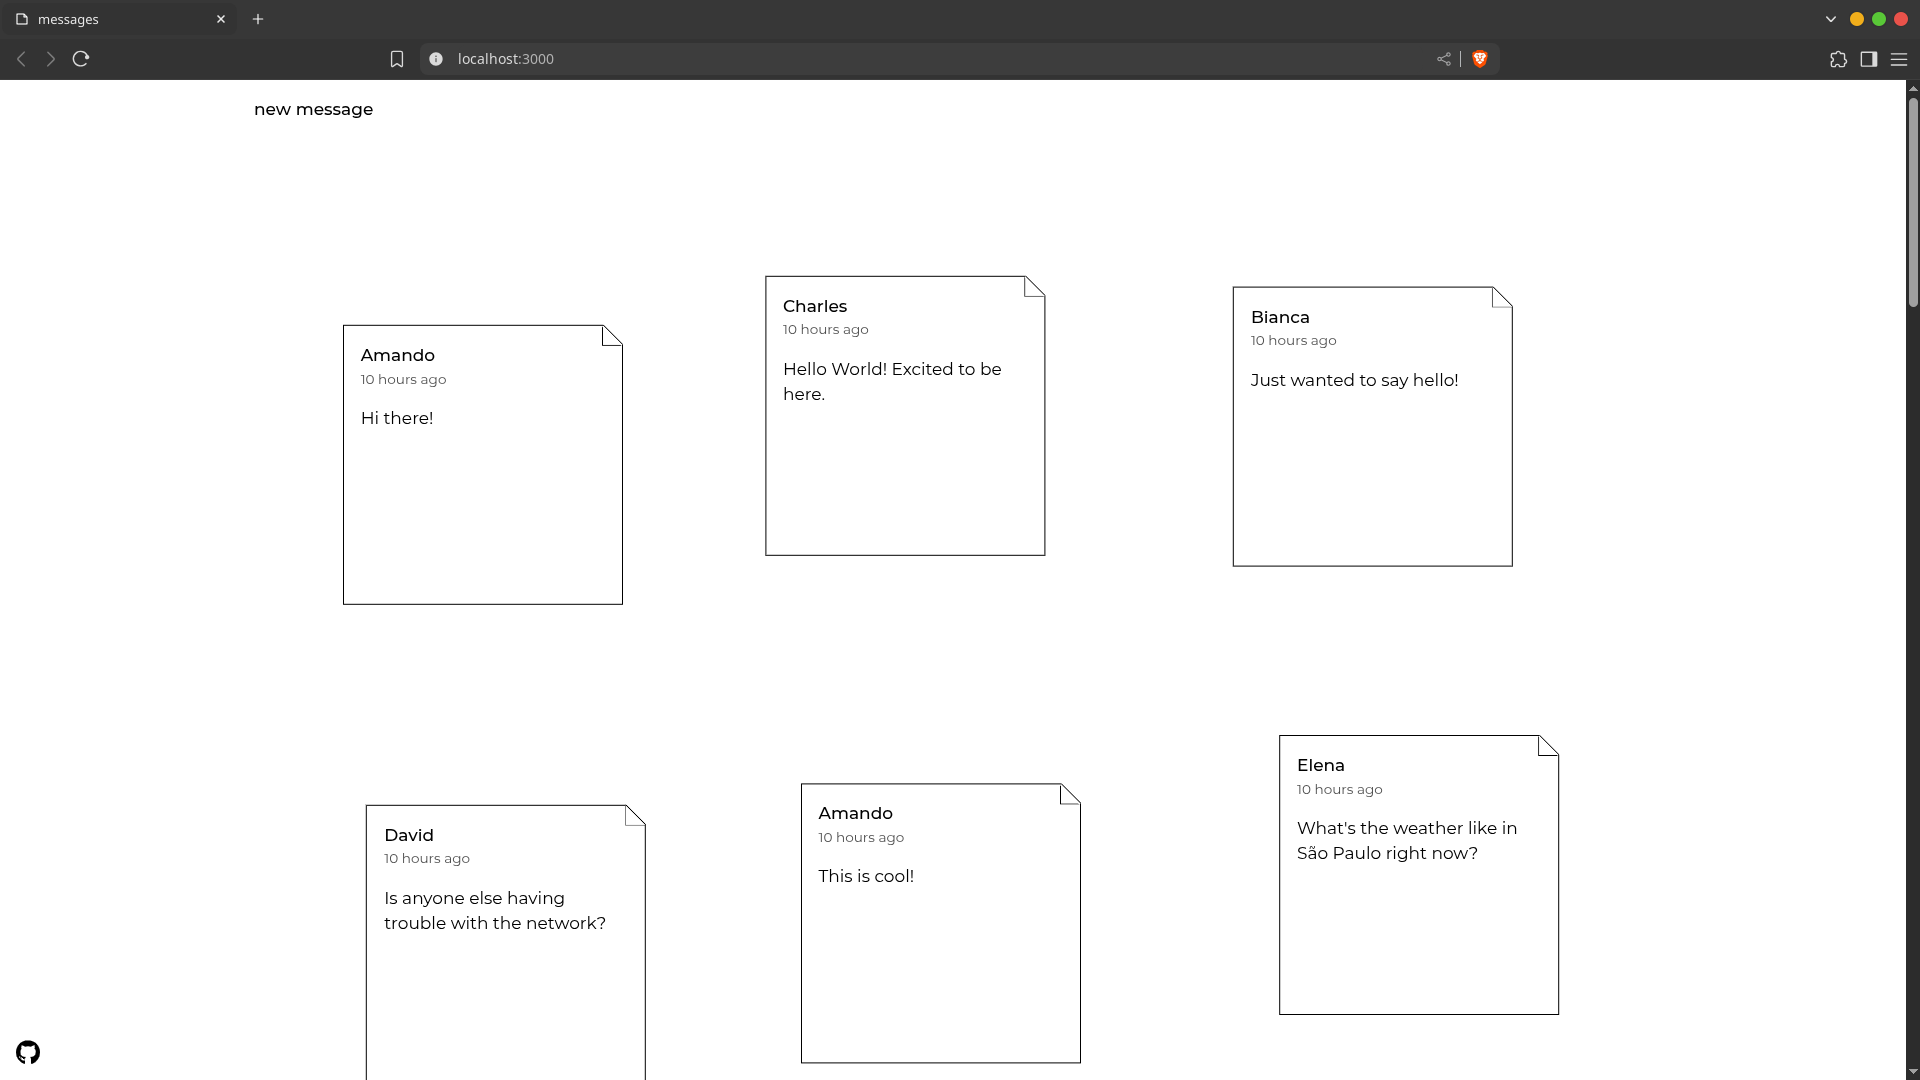 messages
localhost:3000
new message
Amando
10 hours ago
Hi there!
Charles
10 hours ago
Hello World! Excited to be
here.
Bianca
10 hours ago
Just wanted to say hello!
David
10 hours ago
Is anyone else having
trouble with the network?
Amando
10 hours ago
This is cool!
Elena
10 hours ago
What's the weather like in
São Paulo right now?